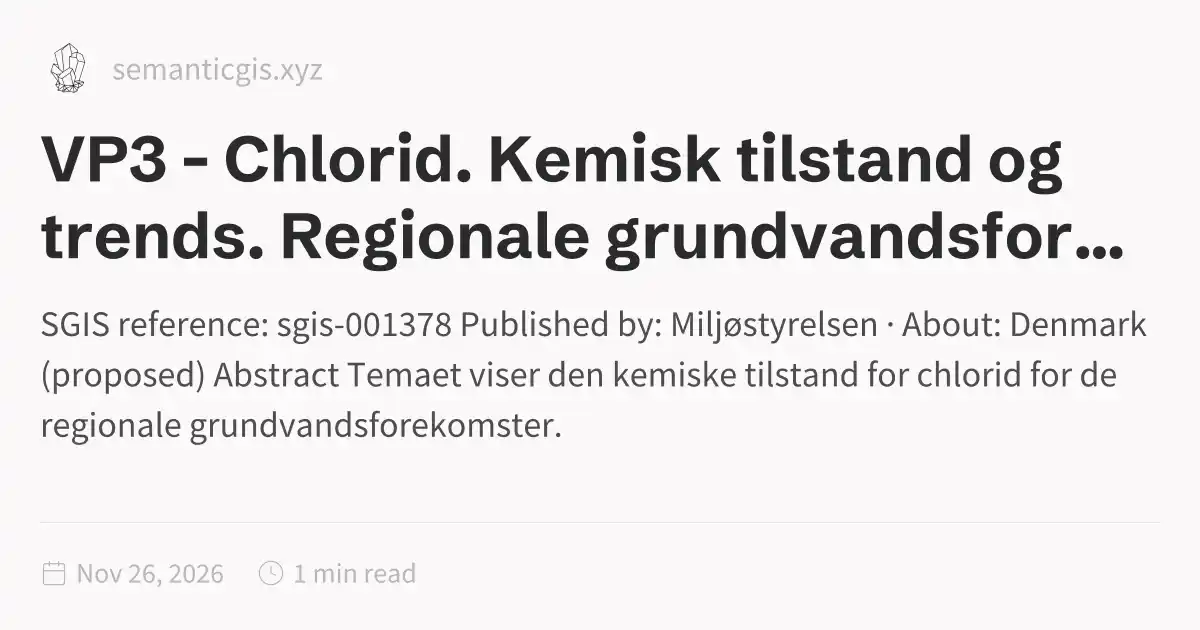 semanticgis.xyz
VP3 - Chlorid. Kemisk tilstand og
trends. Regionale grundvandsfor...
SGIS reference: sgis-001378 Published by: Miljøstyrelsen · About: Denmark
(proposed) Abstract Temaet viser den kemiske tilstand for chlorid for de
regionale grundvandsforekomster.
Nov 26, 2026 1 min read